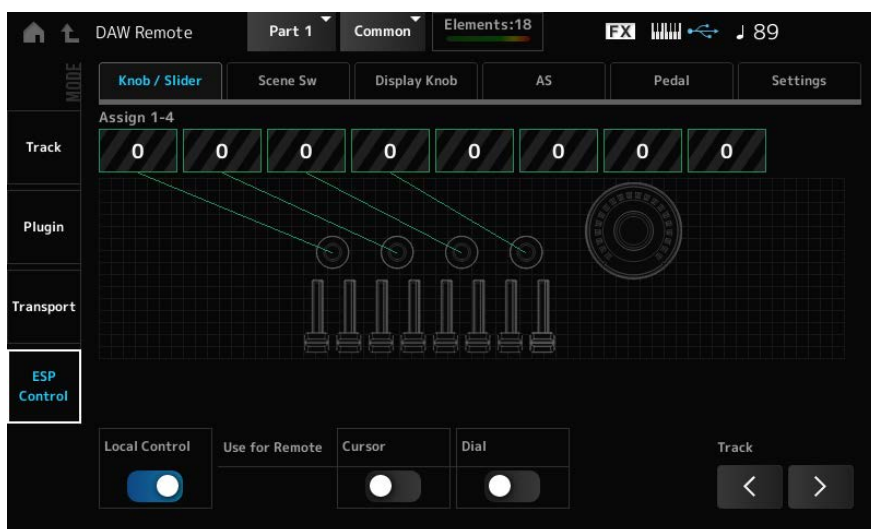 DAW Remote
Part 1
Common
Elements:18
FX
89
MODE
Knob / Slider
Scene Sw
Display Knob
AS
Pedal
Settings
Assign 1-4
0 0 0 0 0 0 0 0
Track
Plugin
Transport
ESP
Control
Local Control
Use for Remote
Cursor
Dial
Track